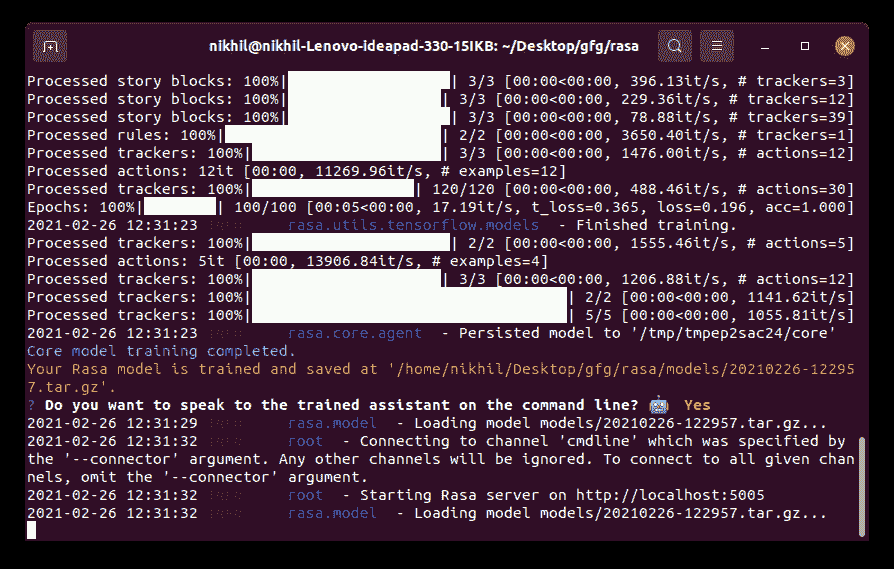 nikhil@nikhil-Lenovo-ideapad-330-15IKB: ~/Desktop/gfg/rasa
Processed story blocks: 100%| | 3/3 [00:00<00:00, 396.13it/s, # trackers=3]
Processed story blocks: 100%| | 3/3 [00:00<00:00, 229.36it/s, # trackers=12]
Processed story blocks: 100%| | 3/3 [00:00<00:00, 78.88it/s, # trackers=39]
Processed rules: 100%| | 2/2 [00:00<00:00, 3650.40it/s, # trackers=1]
Processed trackers: 100%| | 3/3 [00:00<00:00, 1476.00it/s, # actions=12]
Processed actions: 12it [00:00, 11269.96it/s, # examples=12]
Processed trackers: 100%| | 120/120 [00:00<00:00, 488.46it/s, # actions=30]
Epochs: 100%| | 100/100 [00:05<00:00, 17.19it/s, t_loss=0.365, loss=0.196, acc=1.000]
2021-02-26 12:31:23 rasa.utils.tensorflow.models - Finished training.
Processed trackers: 100%| | 2/2 [00:00<00:00, 1555.46it/s, # actions=5]
Processed actions: 5it [00:00, 13906.84it/s, # examples=4]
Processed trackers: 100%| | 3/3 [00:00<00:00, 1206.88it/s, # actions=12]
Processed trackers: 100%| | 2/2 [00:00<00:00, 1141.62it/s]
Processed trackers: 100%| | 5/5 [00:00<00:00, 1055.81it/s]
2021-02-26 12:31:23 rasa.core.agent - Persisted model to '/tmp/tmpep2sac24/core'
Core model training completed.
Your Rasa model is trained and saved at '/home/nikhil/Desktop/gfg/rasa/models/20210226-12295
7.tar.gz'.
? Do you want to speak to the trained assistant on the command line? 🤖 Yes
2021-02-26 12:31:29 rasa.model - Loading model models/20210226-122957.tar.gz...
2021-02-26 12:31:32 root - Connecting to channel 'cmdline' which was specified by
the '--connector' argument. Any other channels will be ignored. To connect to all given chan
nels, omit the '--connector' argument.
2021-02-26 12:31:32 root - Starting Rasa server on http://localhost:5005
2021-02-26 12:31:32 rasa.model - Loading model models/20210226-122957.tar.gz...